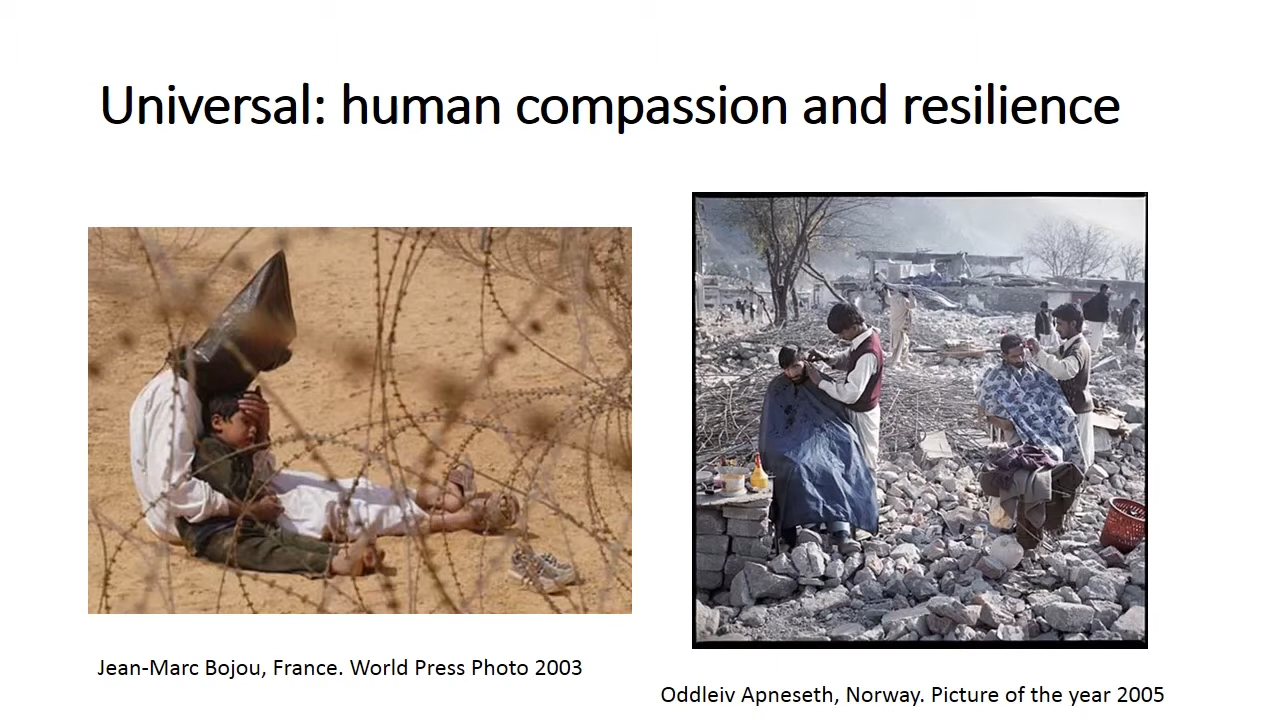 Universal: human compassion and resilience
Jean-Marc Bojou, France. World Press Photo 2003
Oddleiv Apneseth, Norway. Picture of the year 2005